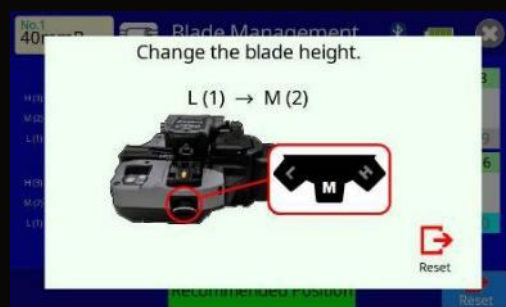 No.1
Blade Management
Change the blade height.
L (1) → M (2)
H (3)
M (2)
L (1)
L M H
H (3)
M (2)
L (1)
Reset
Recommended Position
Reset